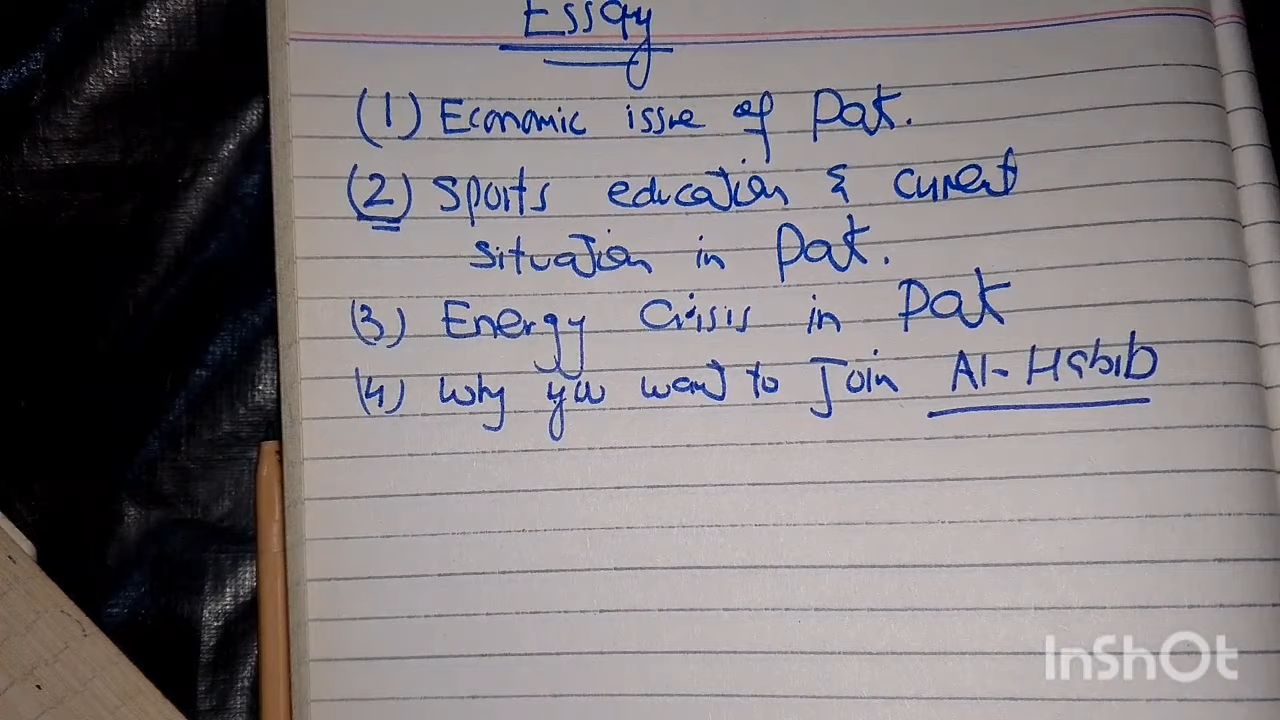 Essay
(1) Economic issue of Pak.
(2) Sports education & current
situation in Pak.
(3) Energy Crisis in Pak
(4) Why you want to Join Al-Habib
InShOt